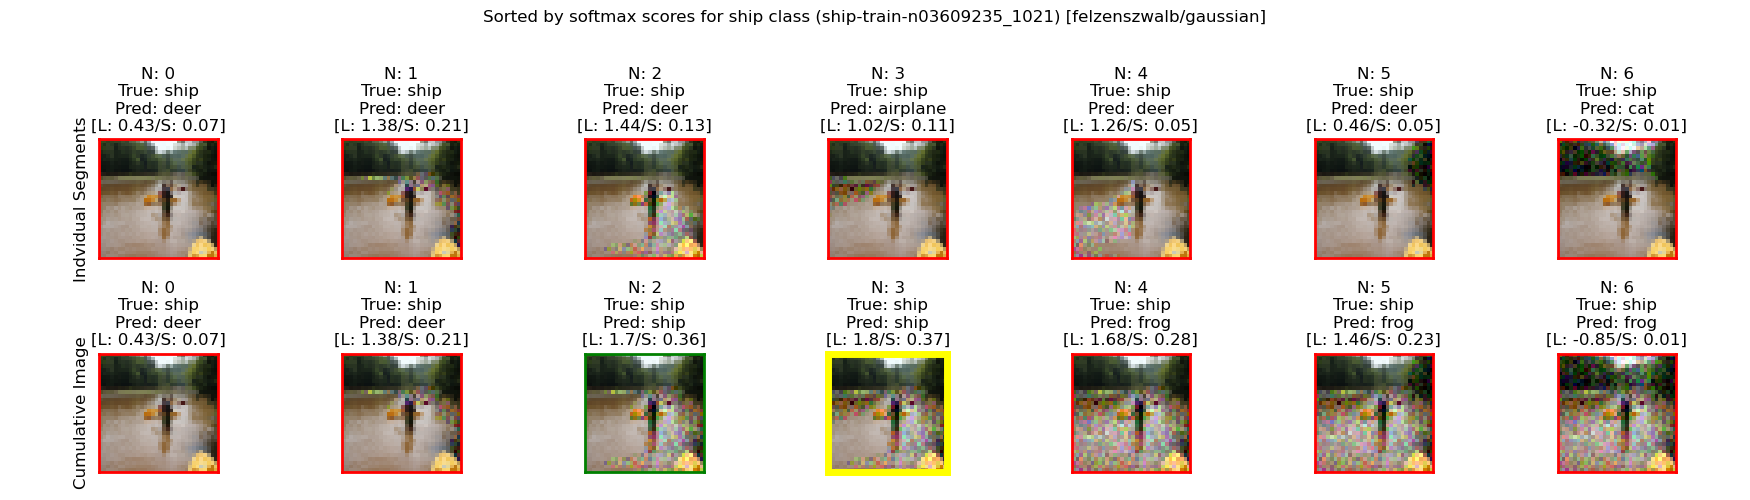 Sorted by softmax scores for ship class (ship-train-n03609235_1021) [felzenszwalb/gaussian]
Indvidual Segments
N: 0
True: ship
Pred: deer
[L: 0.43/S: 0.07]
N: 1
True: ship
Pred: deer
[L: 1.38/S: 0.21]
N: 2
True: ship
Pred: deer
[L: 1.44/S: 0.13]
N: 3
True: ship
Pred: airplane
[L: 1.02/S: 0.11]
N: 4
True: ship
Pred: deer
[L: 1.26/S: 0.05]
N: 5
True: ship
Pred: deer
[L: 0.46/S: 0.05]
N: 6
True: ship
Pred: cat
[L: -0.32/S: 0.01]
Cumulative Image
N: 0
True: ship
Pred: deer
[L: 0.43/S: 0.07]
N: 1
True: ship
Pred: deer
[L: 1.38/S: 0.21]
N: 2
True: ship
Pred: ship
[L: 1.7/S: 0.36]
N: 3
True: ship
Pred: ship
[L: 1.8/S: 0.37]
N: 4
True: ship
Pred: frog
[L: 1.68/S: 0.28]
N: 5
True: ship
Pred: frog
[L: 1.46/S: 0.23]
N: 6
True: ship
Pred: frog
[L: -0.85/S: 0.01]